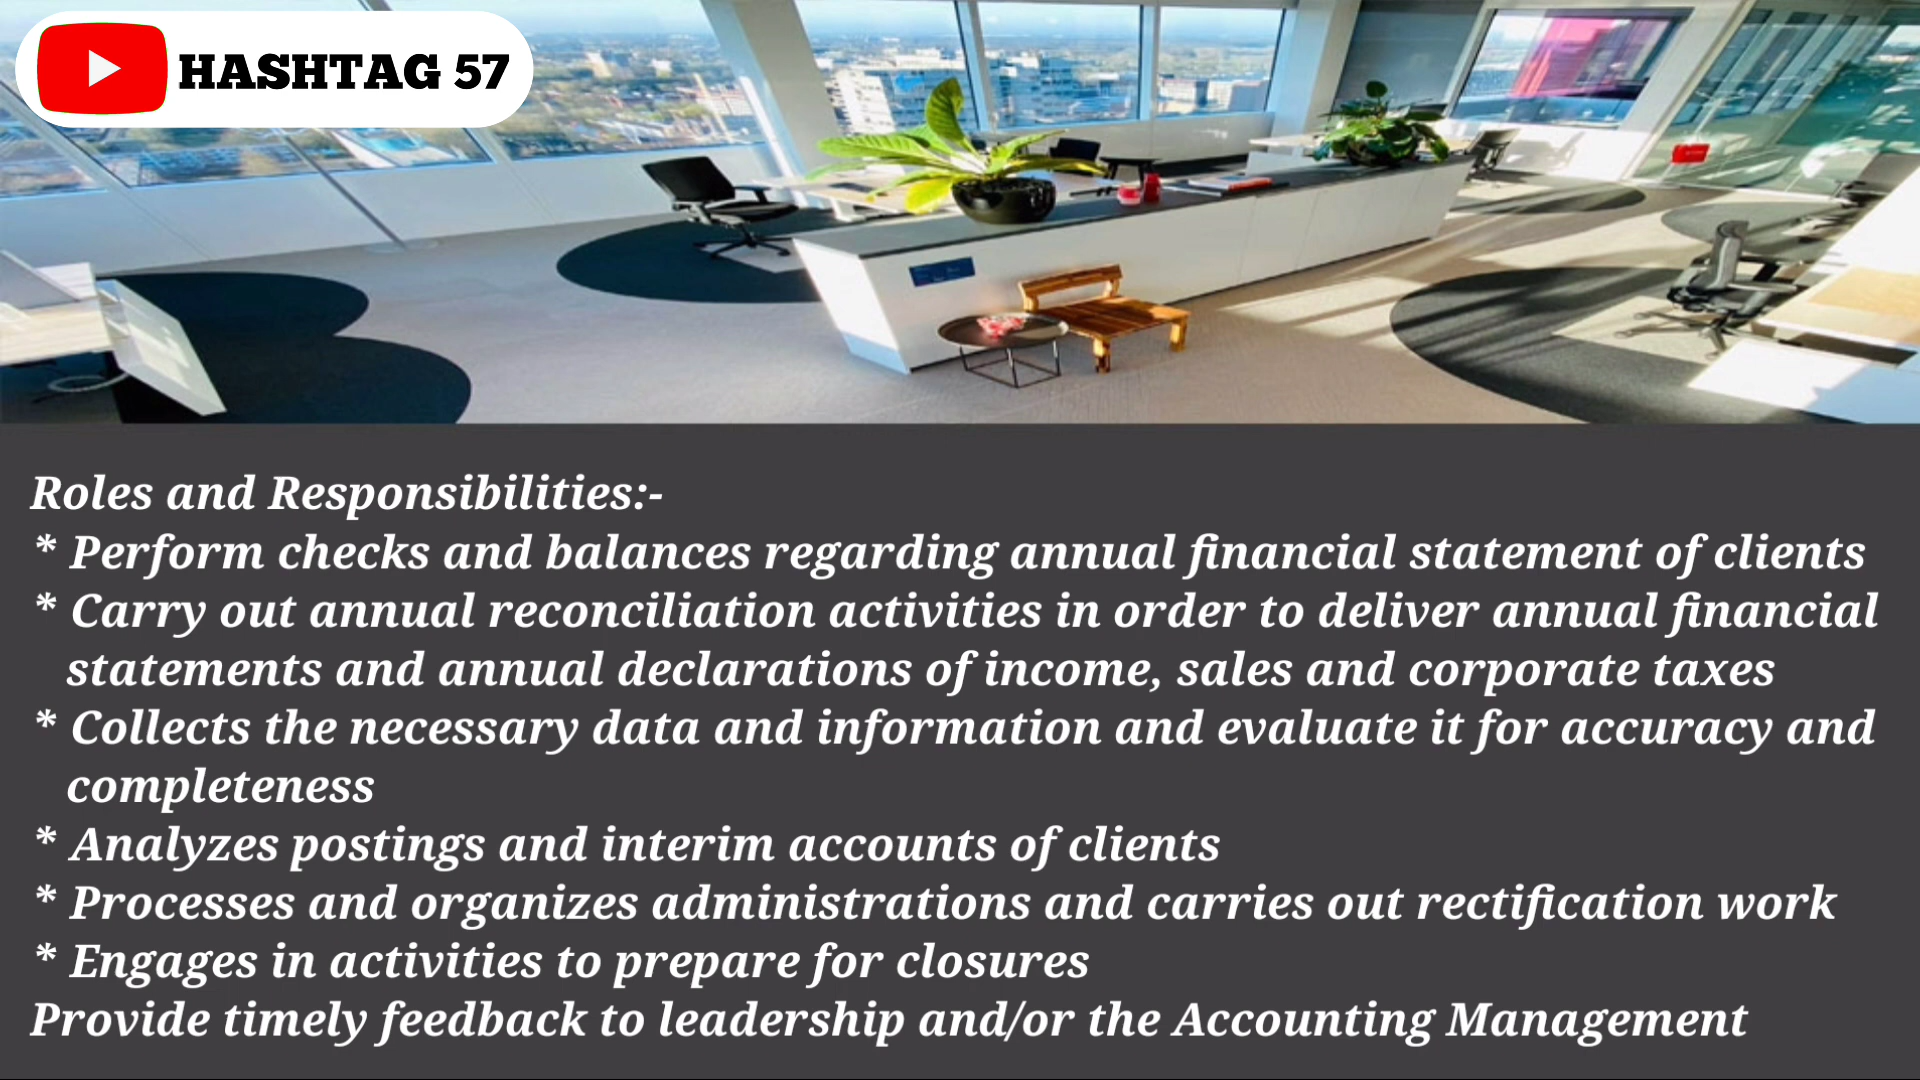 HASHTAG 57
Roles and Responsibilities:-
* Perform checks and balances regarding annual financial statement of clients
* Carry out annual reconciliation activities in order to deliver annual financial
statements and annual declarations of income, sales and corporate taxes
* Collects the necessary data and information and evaluate it for accuracy and
completeness
* Analyzes postings and interim accounts of clients
* Processes and organizes administrations and carries out rectification work
* Engages in activities to prepare for closures
Provide timely feedback to leadership and/or the Accounting Management